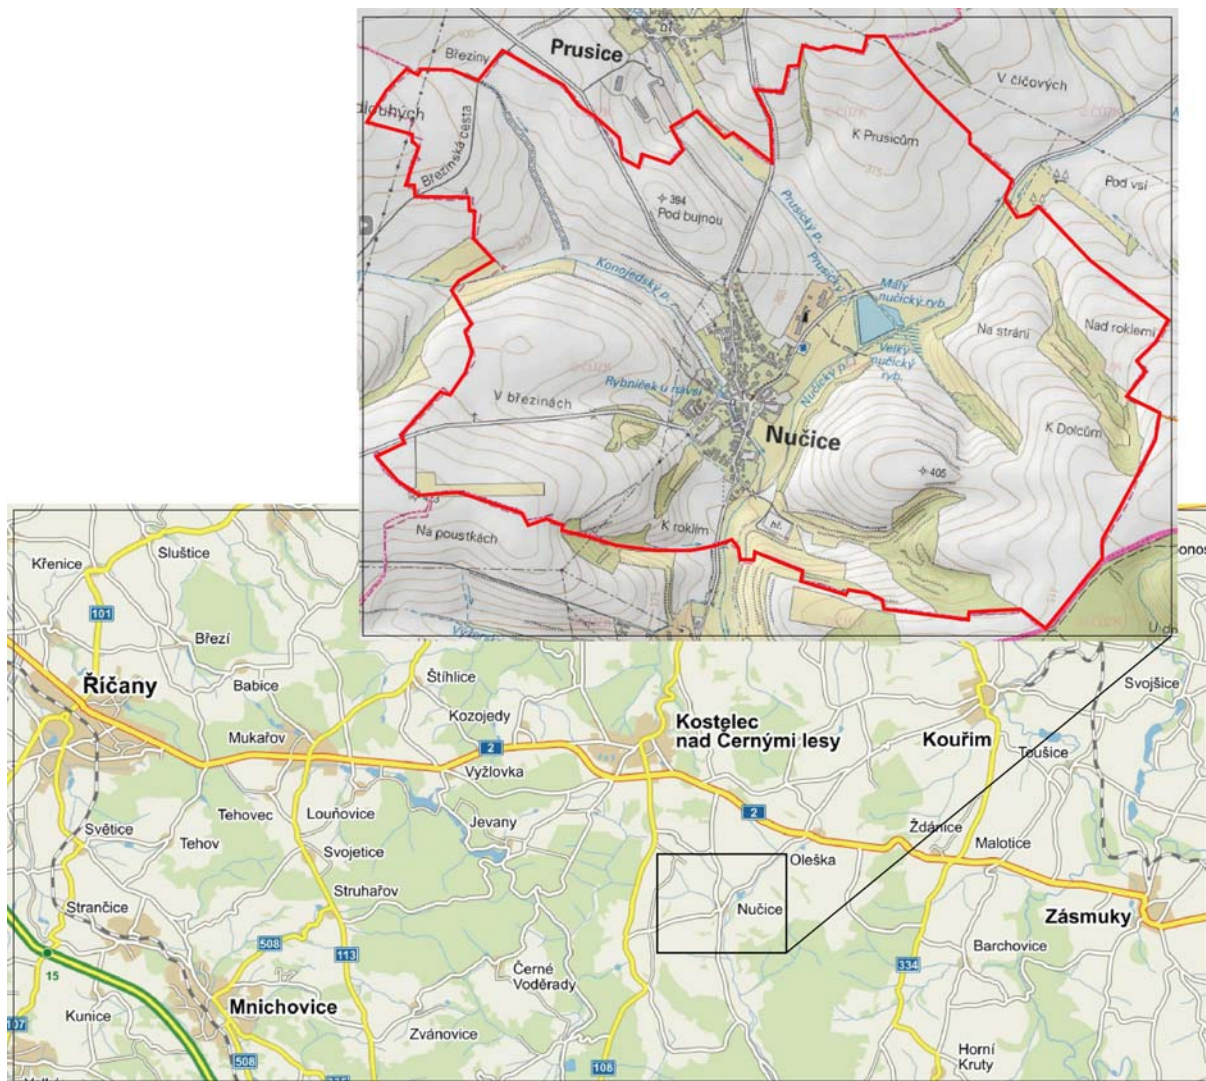 Prusice
Březiny
dlouhých
Březinská cesta
V číčových
K Prusicům
Pod vsí
394
Pod bujnou
375
Prusický p.
Prusický p.
Konojedský p.
Malý
nučický ryb.
Na stráni
Nad roklemi
Velký
nučický
ryb.
Nučický p.
Rybníček u návsi
V březinách
Nučice
K Dolcům
405
423
Na poustkách
K roklím
hř.
Křenice
Sluštice
101
Březí
Říčany
Babice
Štíhlice
Kozojedy
Mukařov
2
Vyžlovka
Kostelec
nad Černými lesy
Kouřim
Svojšice
Toušice
Tehovec
Louňovice
Jevany
2
Ždánice
Malotice
Světice
Tehov
Svojetice
Oleška
Struhařov
Nučice
Zásmuky
Strančice
508
113
15
Černé
Voděrady
334
Barchovice
Mnichovice
Kunice
Zvánovice
107
508
108
Horní
Kruty